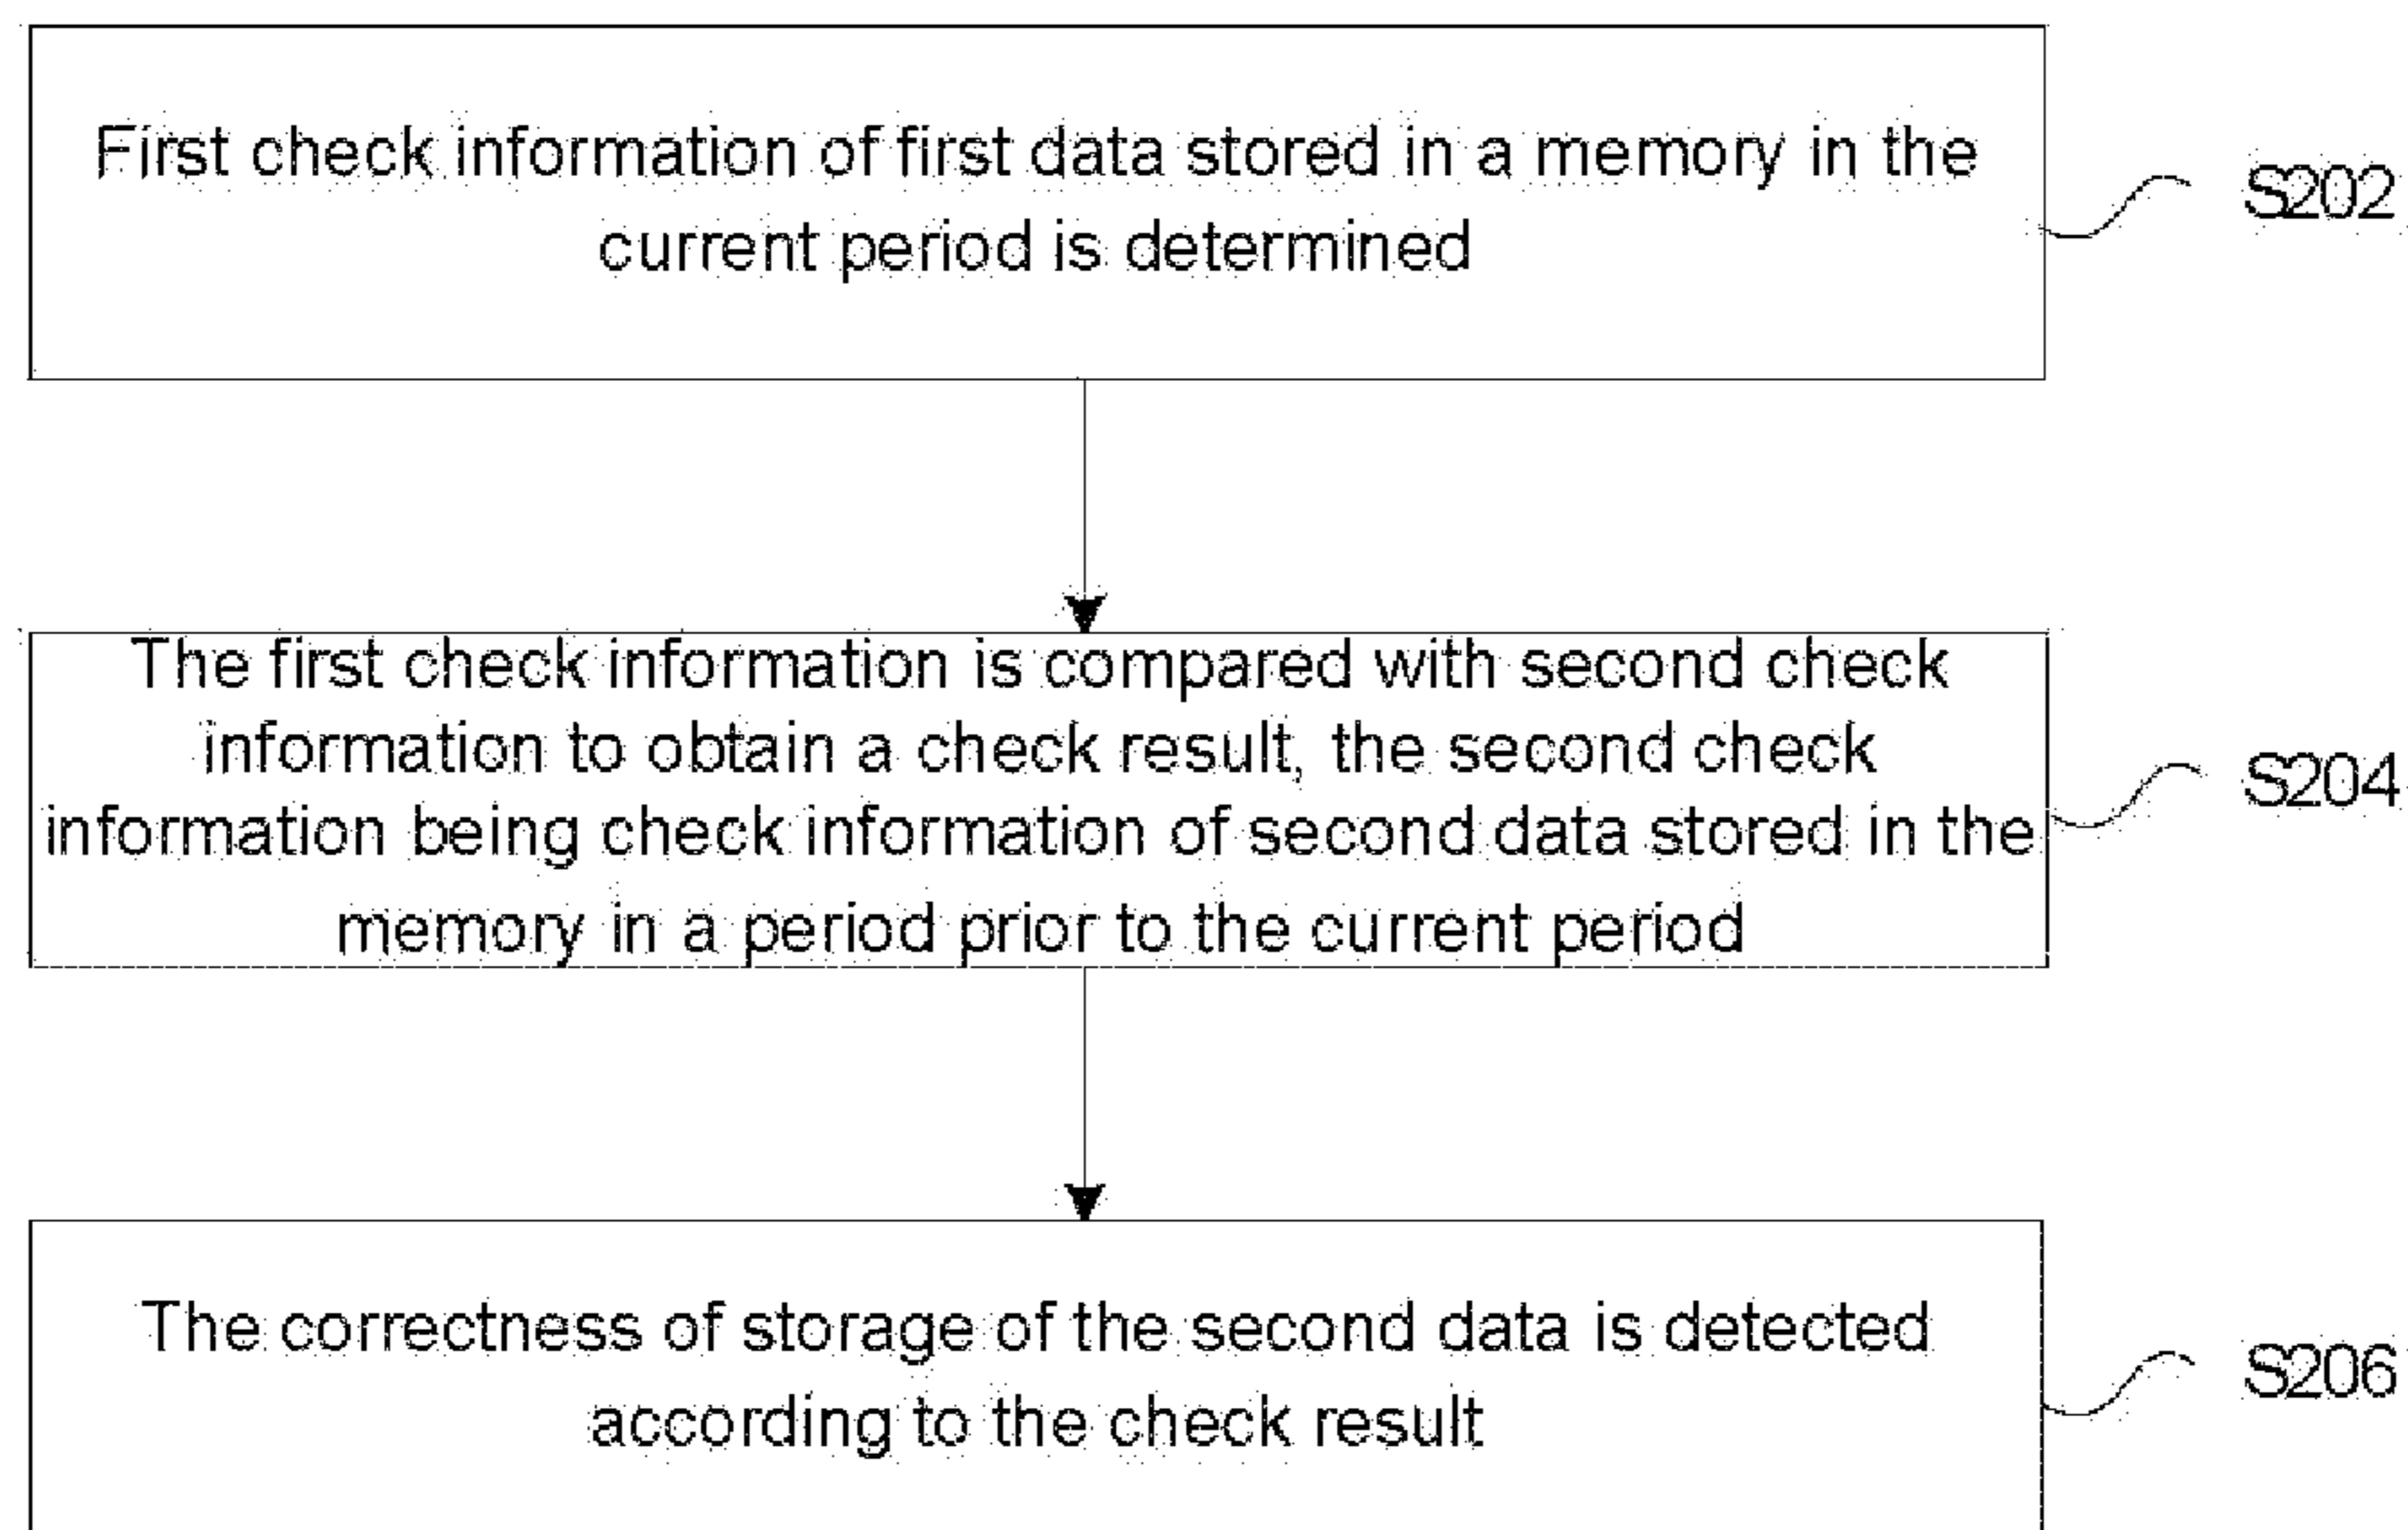 First check information of first data stored in a memory in the
current period is determined
S202
The first check information is compared with second check
information to obtain a check result, the second check
information being check information of second data stored in the
memory in a period prior to the current period
S204
The correctness of storage of the second data is detected
according to the check result
S206